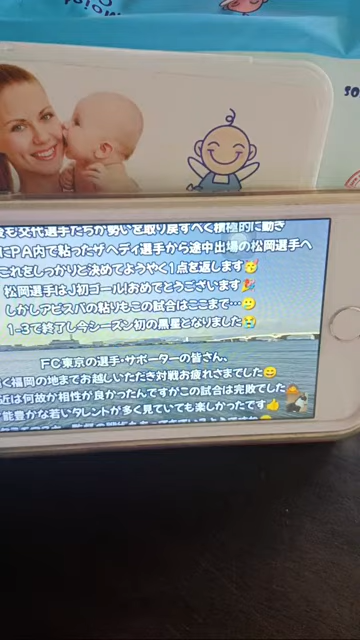 も交代選手たちが勢いを取り戻すべく積極的に動き
にPA内で粘ったザヘディ選手から途中出場の松岡選手へ
これをしっかりと決めてようやく1点を返します🥳
松岡選手はJ初ゴール!おめでとうございます🎉
しかしアビスパの粘りもこの試合はここまで…🙁
1-3で終了し今シーズン初の黒星となりました😭
FC東京の選手・サポーターの皆さん、
く福岡の地までお越しいただき対戦お疲れさまでした😄
近は何故か相性が良かったんですがこの試合は完敗でした
能豊かな若いタレントが多く見ていても楽しかったです👍